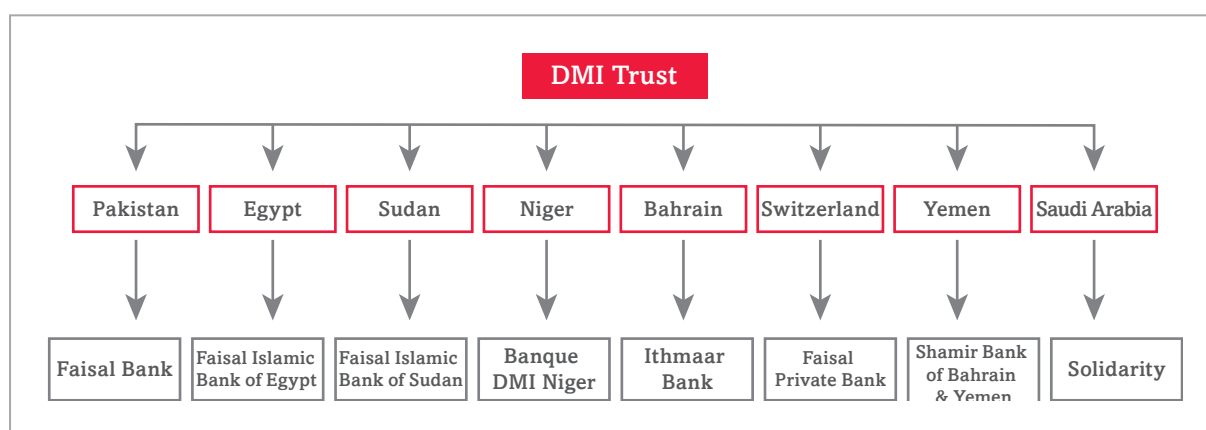 DMI Trust
Pakistan
Egypt
Sudan
Niger
Bahrain
Switzerland
Yemen
Saudi Arabia
Faisal Bank
Faisal Islamic
Bank of Egypt
Faisal Islamic
Bank of Sudan
Banque
DMI Niger
Ithmaar
Bank
Faisal
Private Bank
Shamir Bank
of Bahrain
& Yemen
Solidarity